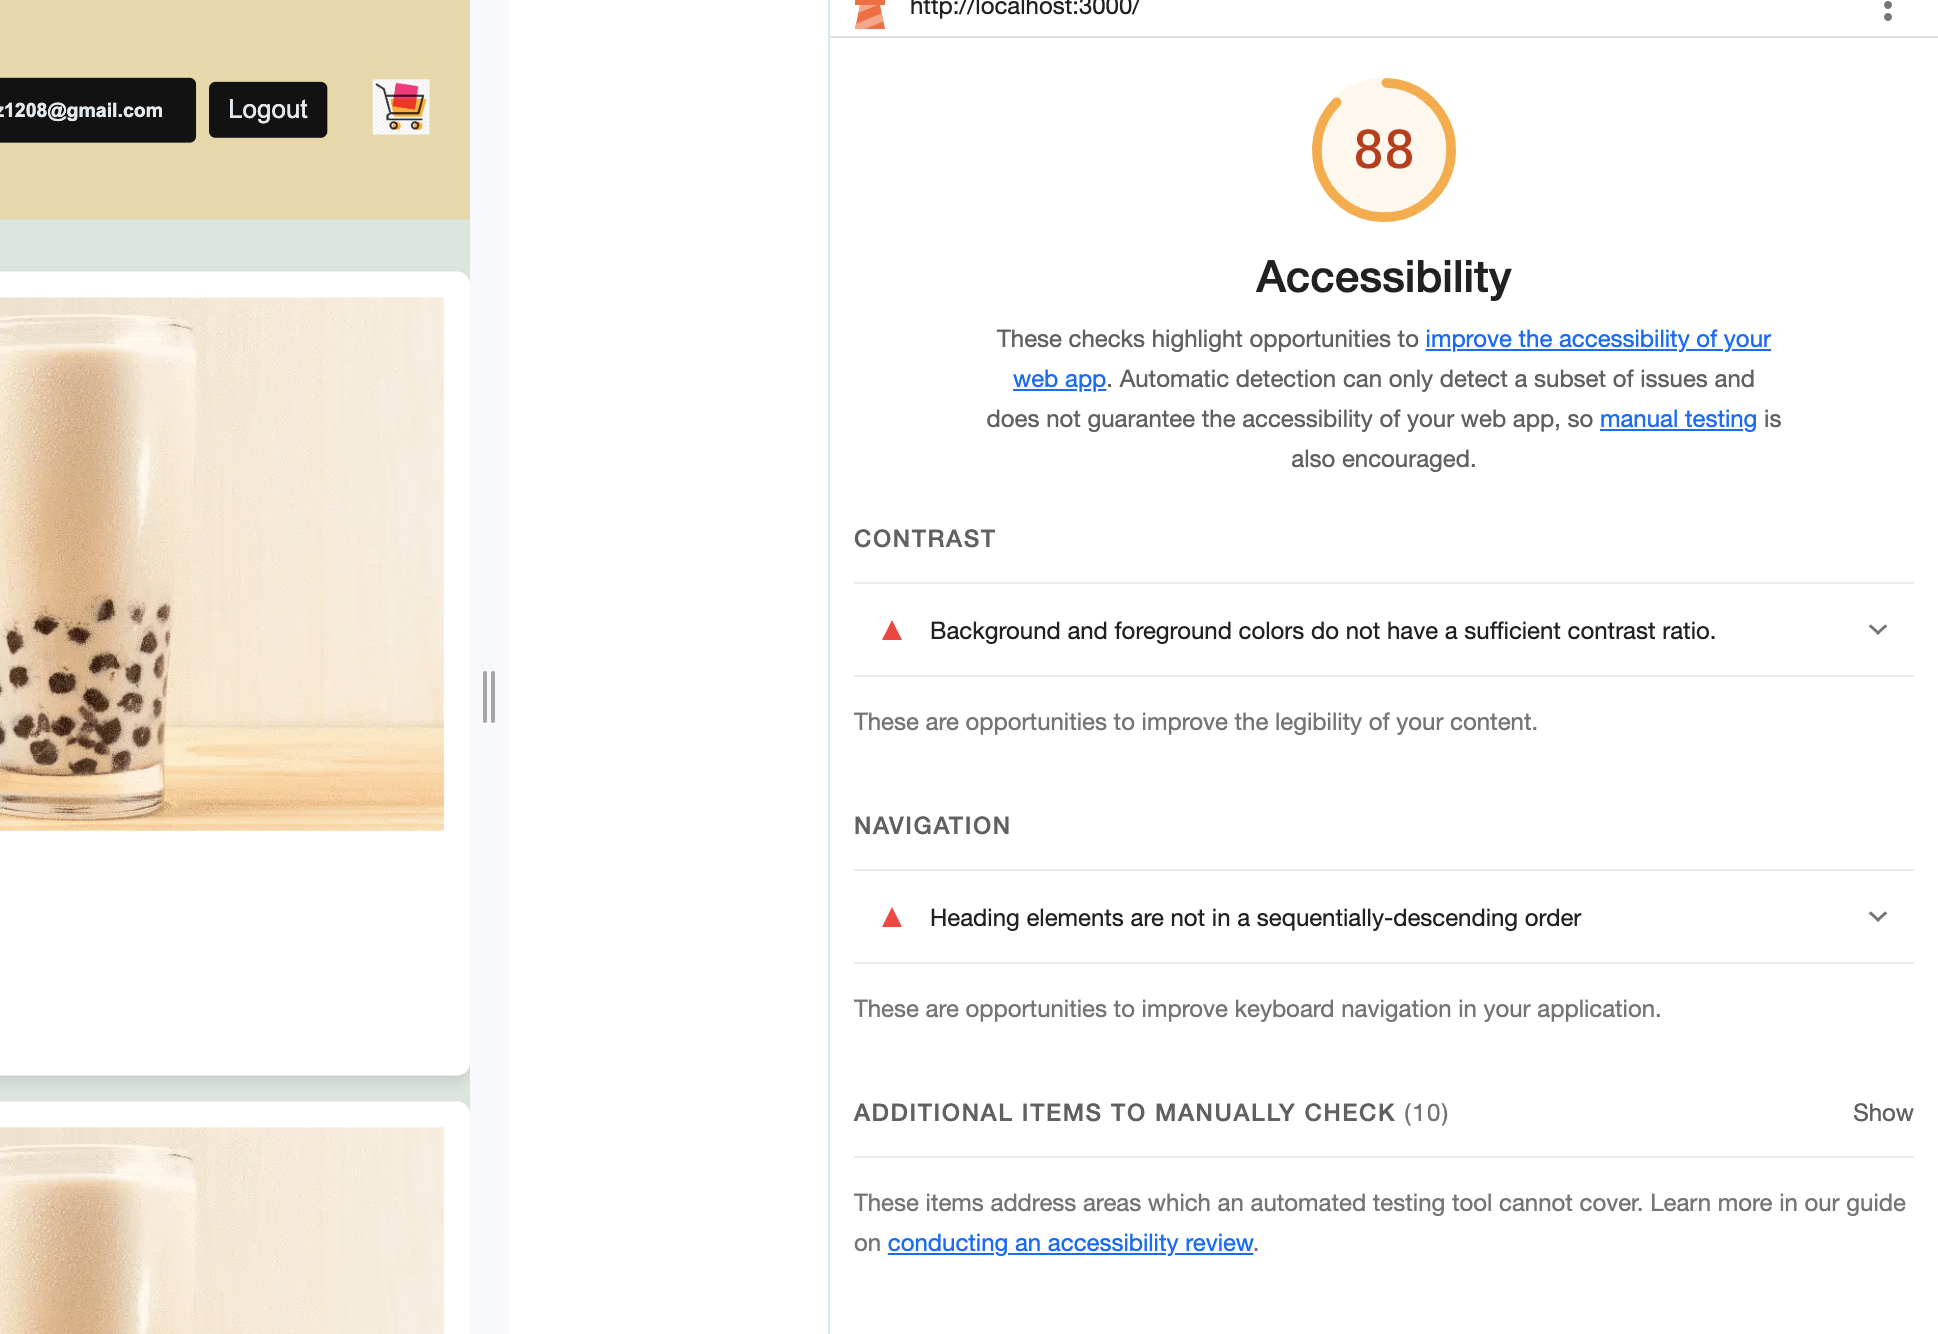 http://localhost:3000/
z1208@gmail.com
Logout
88
Accessibility
These checks highlight opportunities to improve the accessibility of your
web app. Automatic detection can only detect a subset of issues and
does not guarantee the accessibility of your web app, so manual testing is
also encouraged.
CONTRAST
Background and foreground colors do not have a sufficient contrast ratio.
These are opportunities to improve the legibility of your content.
NAVIGATION
Heading elements are not in a sequentially-descending order
These are opportunities to improve keyboard navigation in your application.
ADDITIONAL ITEMS TO MANUALLY CHECK (10)
Show
These items address areas which an automated testing tool cannot cover. Learn more in our guide
on conducting an accessibility review.